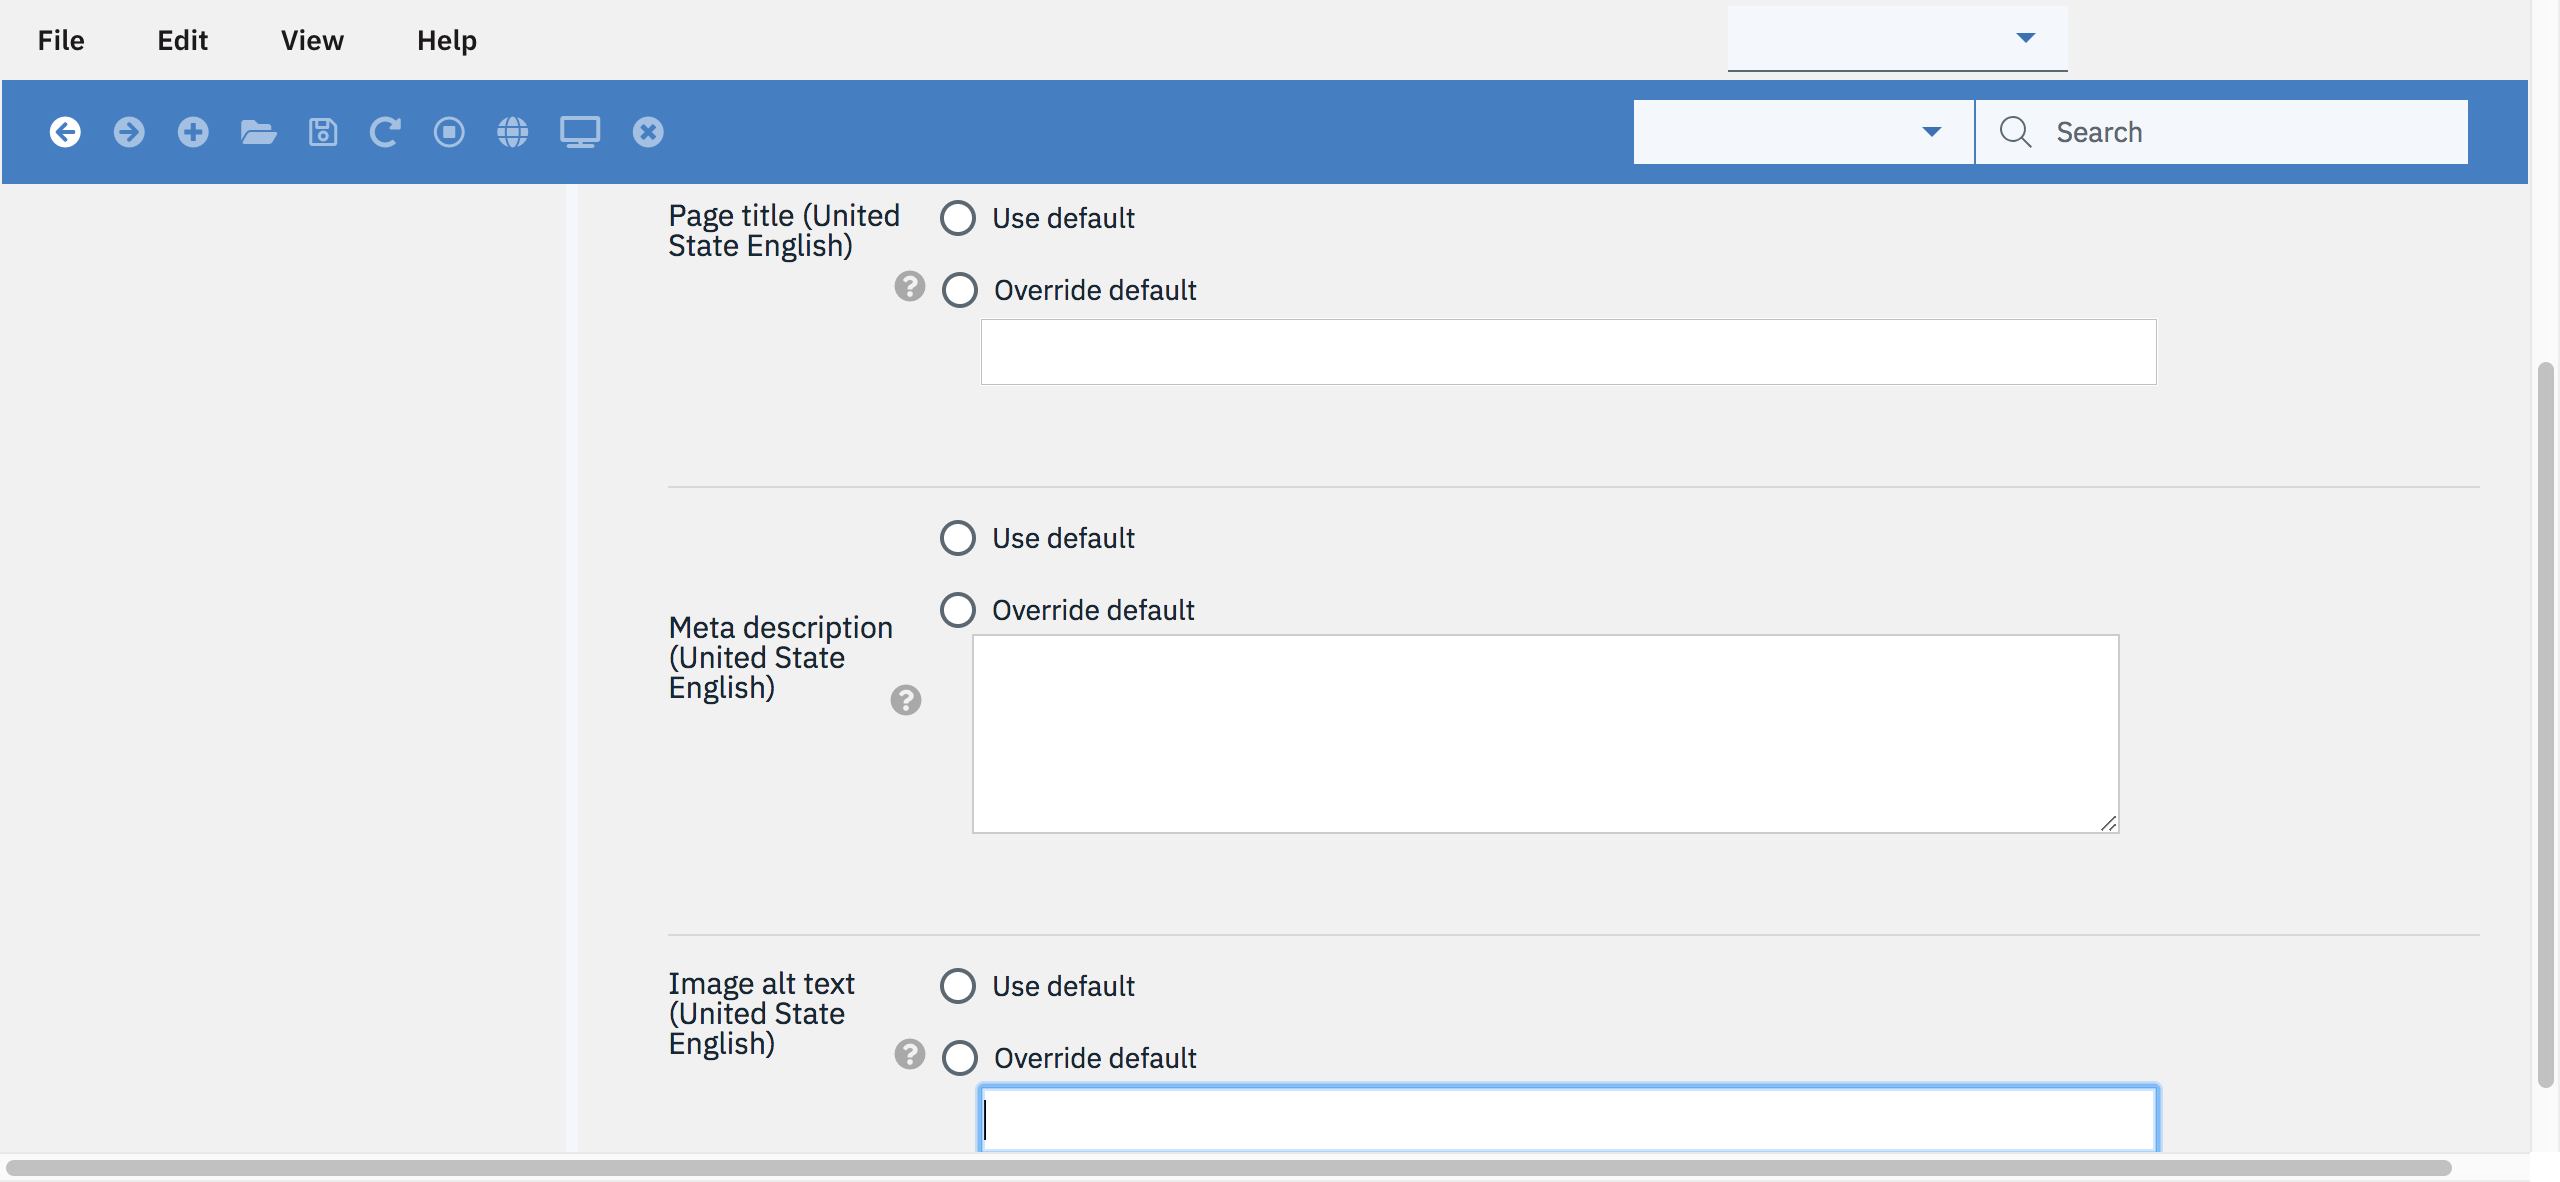 File Edit View Help
Search
Page title (United
State English)
Use default
Override default
Use default
Override default
Meta description
(United State
English)
Image alt text
(United State
English)
Use default
Override default